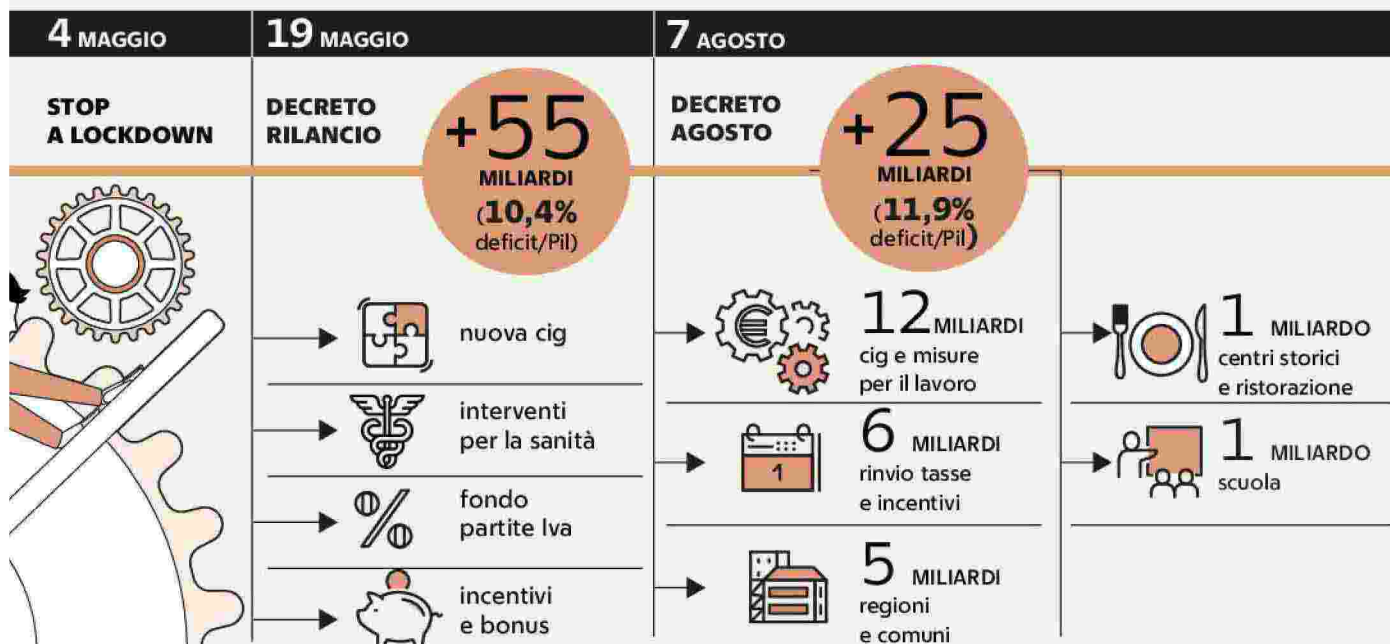 4 MAGGIO
STOP
A LOCKDOWN
19 MAGGIO
DECRETO
RILANCIO
+55
MILIARDI
(10,4%
deficit/Pil)
nuova cig
interventi
per la sanità
fondo
partite Iva
incentivi
e bonus
7 AGOSTO
DECRETO
AGOSTO
+25
MILIARDI
(11,9%
deficit/Pil)
12 MILIARDI
cig e misure
per il lavoro
1
6 MILIARDI
rinvio tasse
e incentivi
5 MILIARDI
regioni
e comuni
1 MILIARDO
centri storici
e ristorazione
1 MILIARDO
scuola